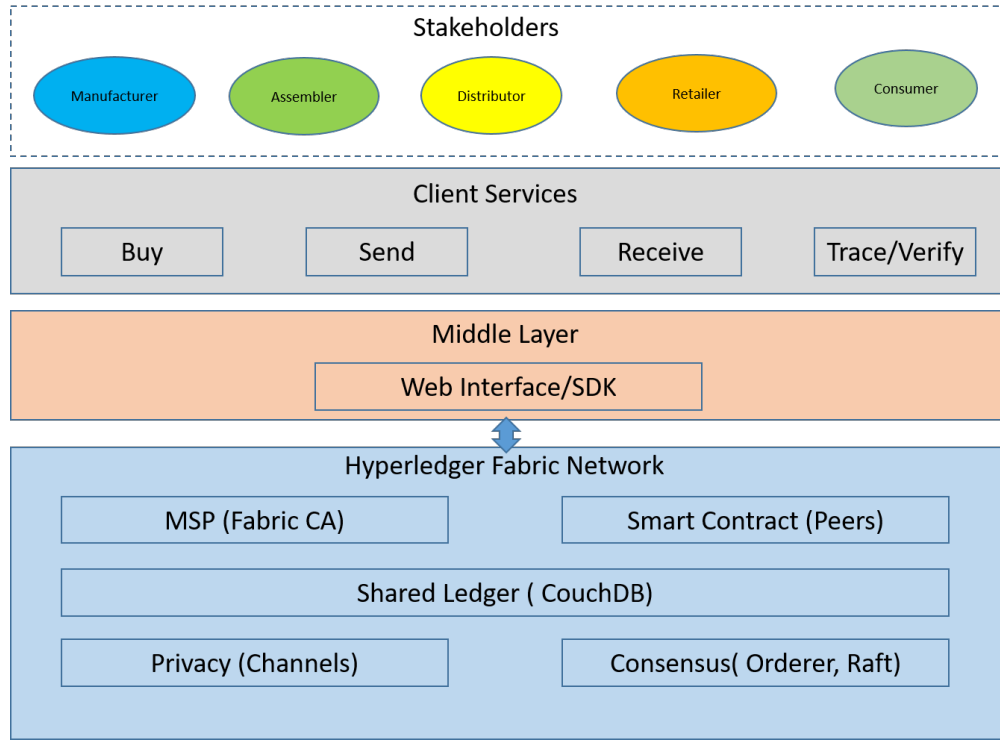 Stakeholders
Manufacturer
Assembler
Distributor
Retailer
Consumer
Client Services
Buy
Send
Receive
Trace/Verify
Middle Layer
Web Interface/SDK
Hyperledger Fabric Network
MSP (Fabric CA)
Smart Contract (Peers)
Shared Ledger ( CouchDB)
Privacy (Channels)
Consensus( Orderer, Raft)